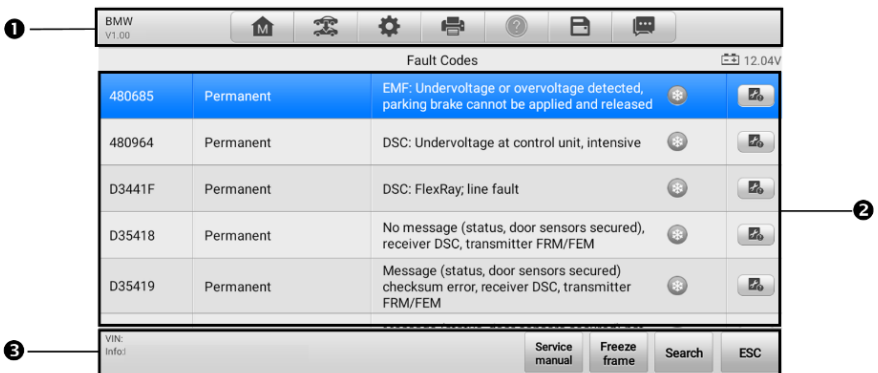 ❶
BMW
V1.00
M
Fault Codes
12.04V
480685 Permanent EMF: Undervoltage or overvoltage detected,
parking brake cannot be applied and released
480964 Permanent DSC: Undervoltage at control unit, intensive
D3441F Permanent DSC: FlexRay; line fault
❷
D35418 Permanent No message (status, door sensors secured),
receiver DSC, transmitter FRM/FEM
D35419 Permanent Message (status, door sensors secured)
checksum error, receiver DSC, transmitter
FRM/FEM
❸
VIN:
Info:
Service
manual
Freeze
frame
Search
ESC